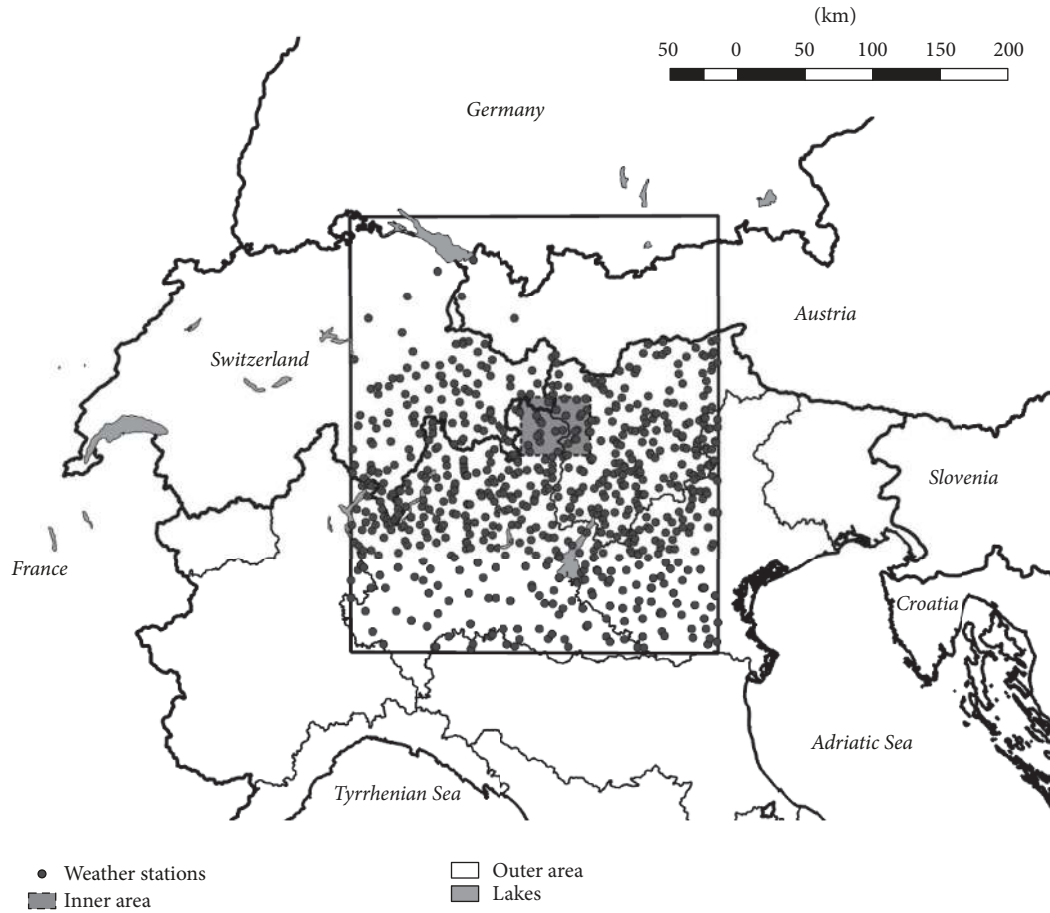 (km)
50 0 50 100 150 200
Germany
Austria
Switzerland
Slovenia
France
Croatia
Adriatic Sea
Tyrrhenian Sea
Weather stations
Inner area
Outer area
Lakes